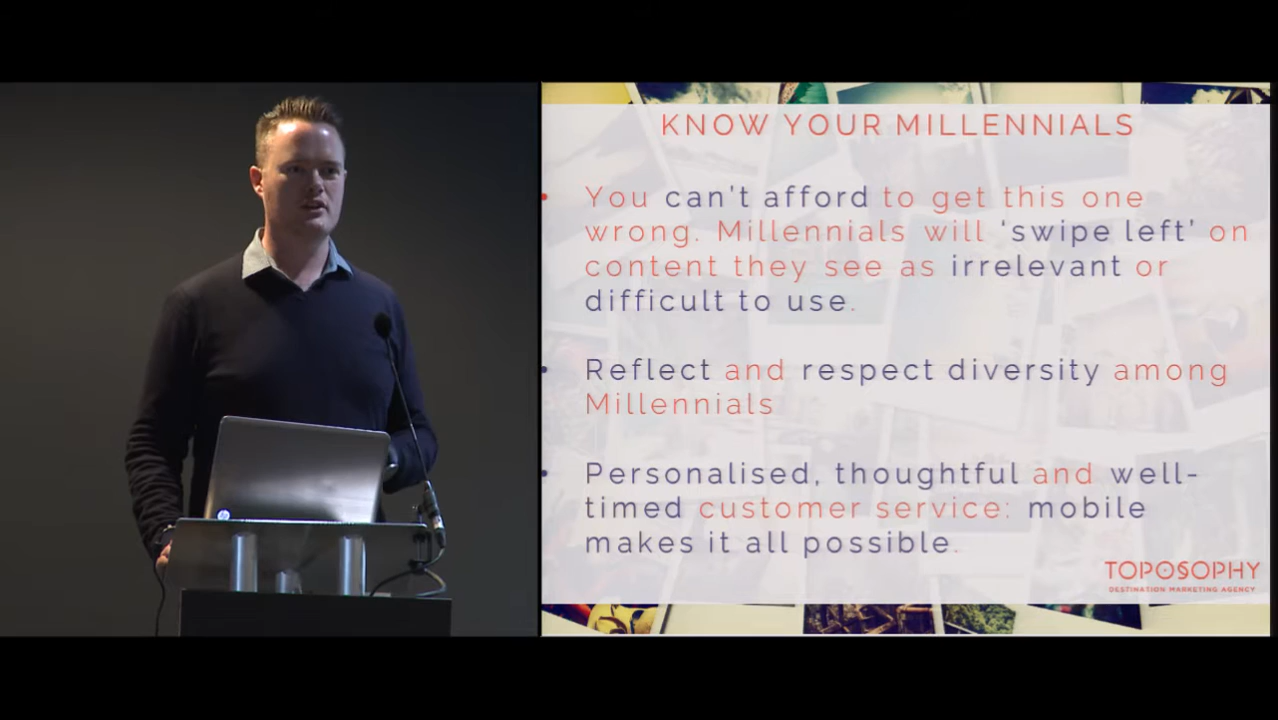 KNOW YOUR MILLENNIALS
You can't afford to get this one
wrong. Millennials will 'swipe left' on
content they see as irrelevant or
difficult to use.
Reflect and respect diversity among
Millennials
Personalised, thoughtful and well-
timed customer service: mobile
makes it all possible.
TOPOSOPHY
DESTINATION MARKETING AGENCY
hp